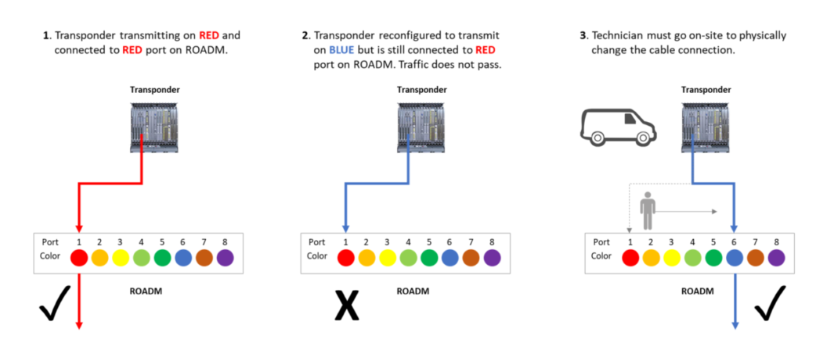 1. Transponder transmitting on RED and
connected to RED port on ROADM.
Transponder
Port 1 2 3 4 5 6 7 8
Color
ROADM
2. Transponder reconfigured to transmit
on BLUE but is still connected to RED
port on ROADM. Traffic does not pass.
Transponder
Port 1 2 3 4 5 6 7 8
Color
X
ROADM
3. Technician must go on-site to physically
change the cable connection.
Transponder
Port 1 2 3 4 5 6 7 8
Color
ROADM